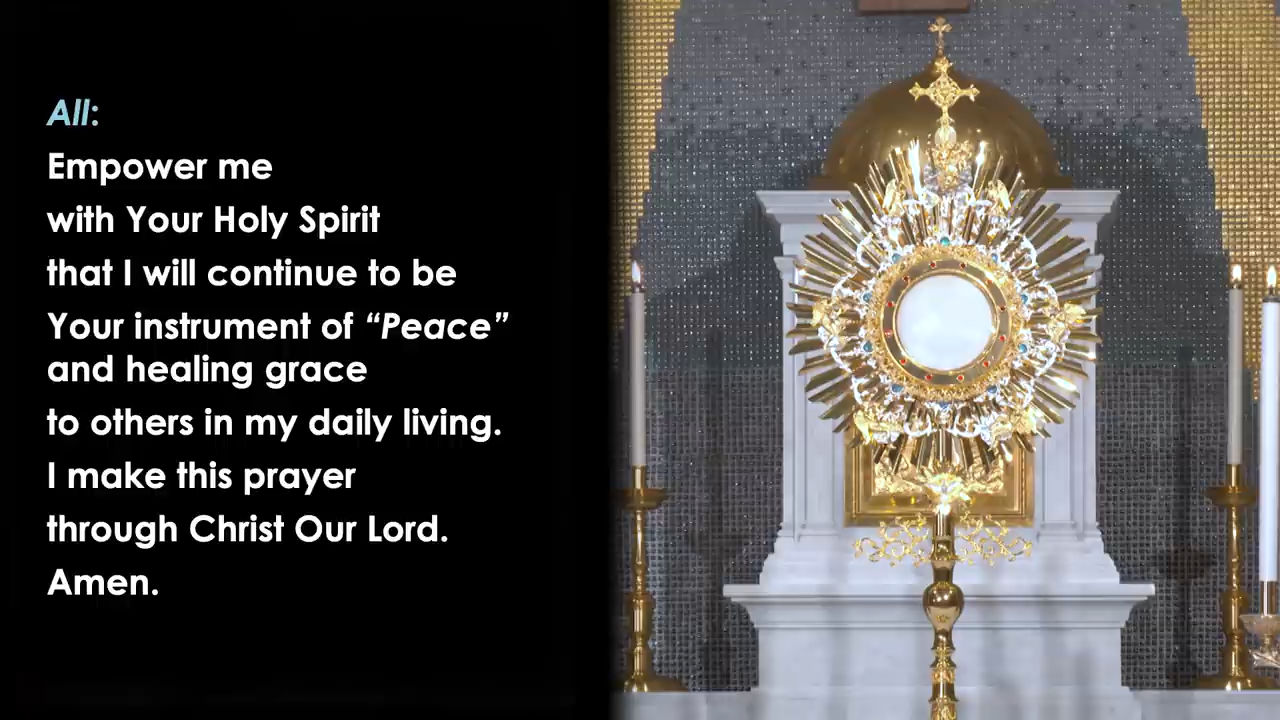 All:
Empower me
with Your Holy Spirit
that I will continue to be
Your instrument of “Peace”
and healing grace
to others in my daily living.
I make this prayer
through Christ Our Lord.
Amen.